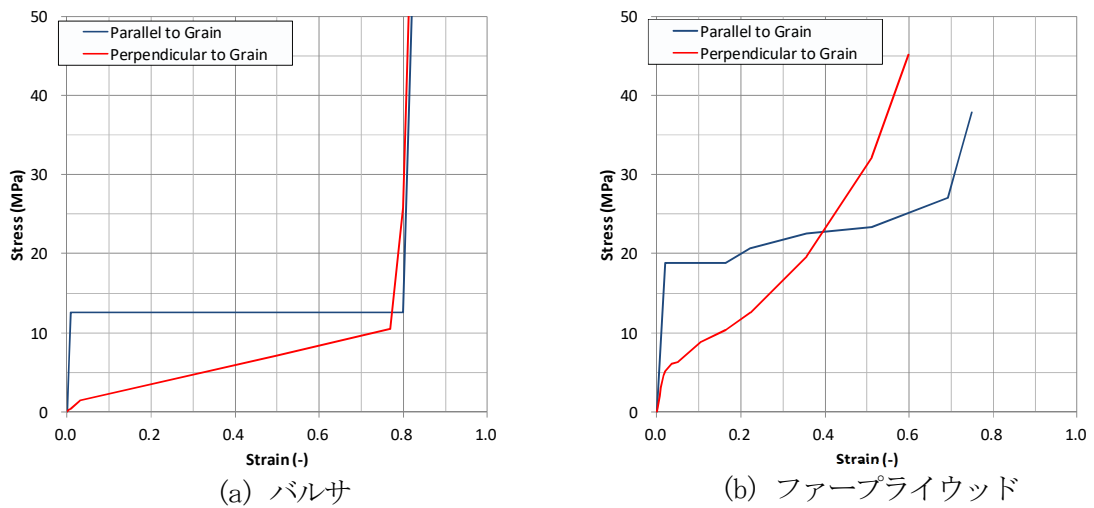 50
40
30
20
10
0
Stress (MPa)
Parallel to Grain
Perpendicular to Grain
0.0 0.2 0.4 0.6 0.8 1.0
Strain (-)
(a) バルサ
50
40
30
20
10
0
Stress (MPa)
Parallel to Grain
Perpendicular to Grain
0.0 0.2 0.4 0.6 0.8 1.0
Strain (-)
(b) ファープライウッド